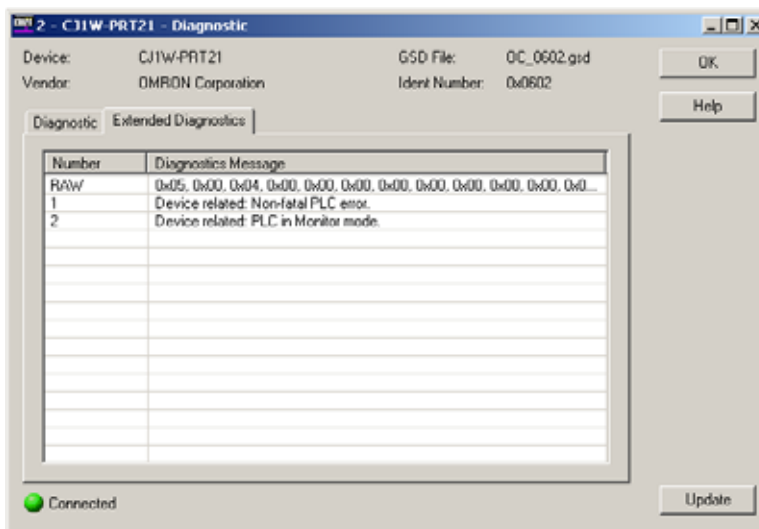 2 - CJ1W-PRT21 - Diagnostic
Device: CJ1W-PRT21 GSD File: OC_0602.gsd
OK
Vendor: OMRON Corporation Ident Number: 0x0602
Help
Diagnostic Extended Diagnostics
Number Diagnostics Message
RAW 0x05, 0x00, 0x04, 0x00, 0x00, 0x00, 0x00, 0x00, 0x00, 0x00, 0x00, 0x0...
1 Device related: Non-fatal PLC error.
2 Device related: PLC in Monitor mode.
Connected
Update